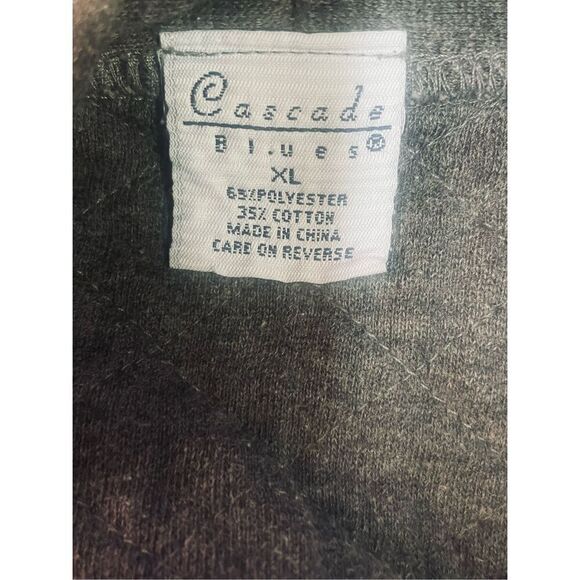 Cascade
Blues®
XL
65% POLYESTER
35% COTTON
MADE IN CHINA
CARE ON REVERSE